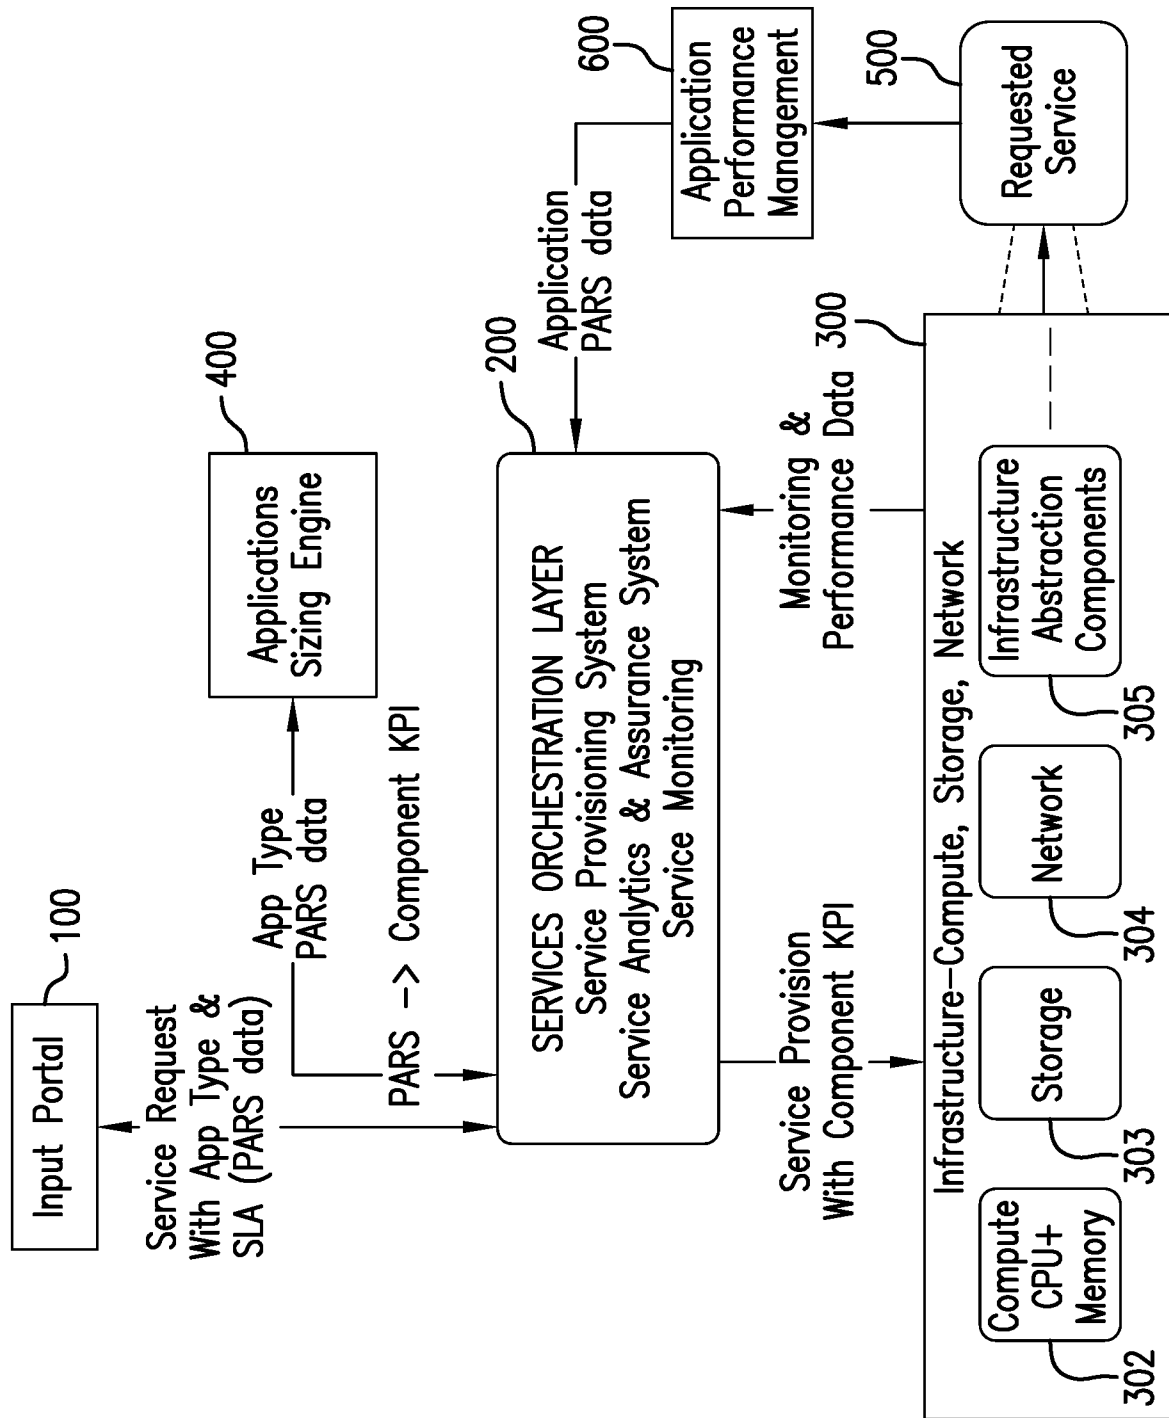 Input Portal
100
Service Request
With App Type &
SLA (PARS data)
App Type
PARS data
PARS -> Component KPI
Applications
Sizing Engine
400
SERVICES ORCHESTRATION LAYER
Service Provisioning System
Service Analytics & Assurance System
Service Monitoring
200
Application
PARS data
Application
Performance
Management
600
Service Provision
With Component KPI
Monitoring &
Performance Data
300
Infrastructure-Compute, Storage, Network
Compute
CPU+
Memory
302
Storage
303
Network
304
Infrastructure
Abstraction
Components
305
Requested
Service
500